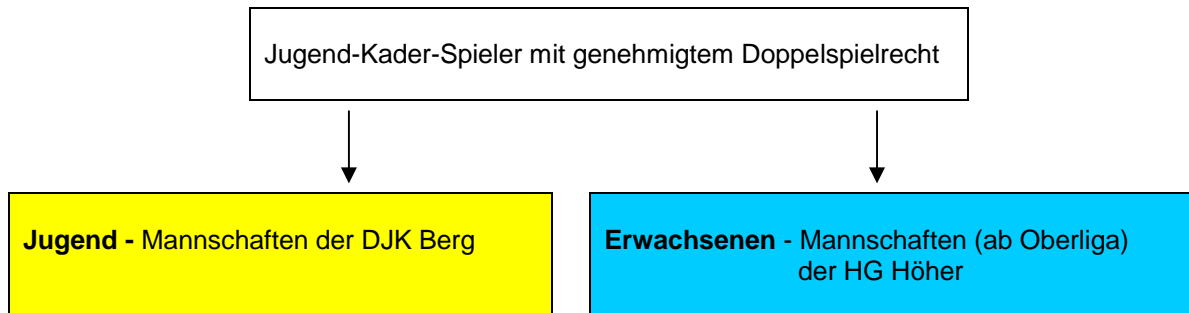 Jugend-Kader-Spieler mit genehmigtem Doppelspielrecht
Jugend - Mannschaften der DJK Berg
Erwachsenen - Mannschaften (ab Oberliga)
der HG Höher